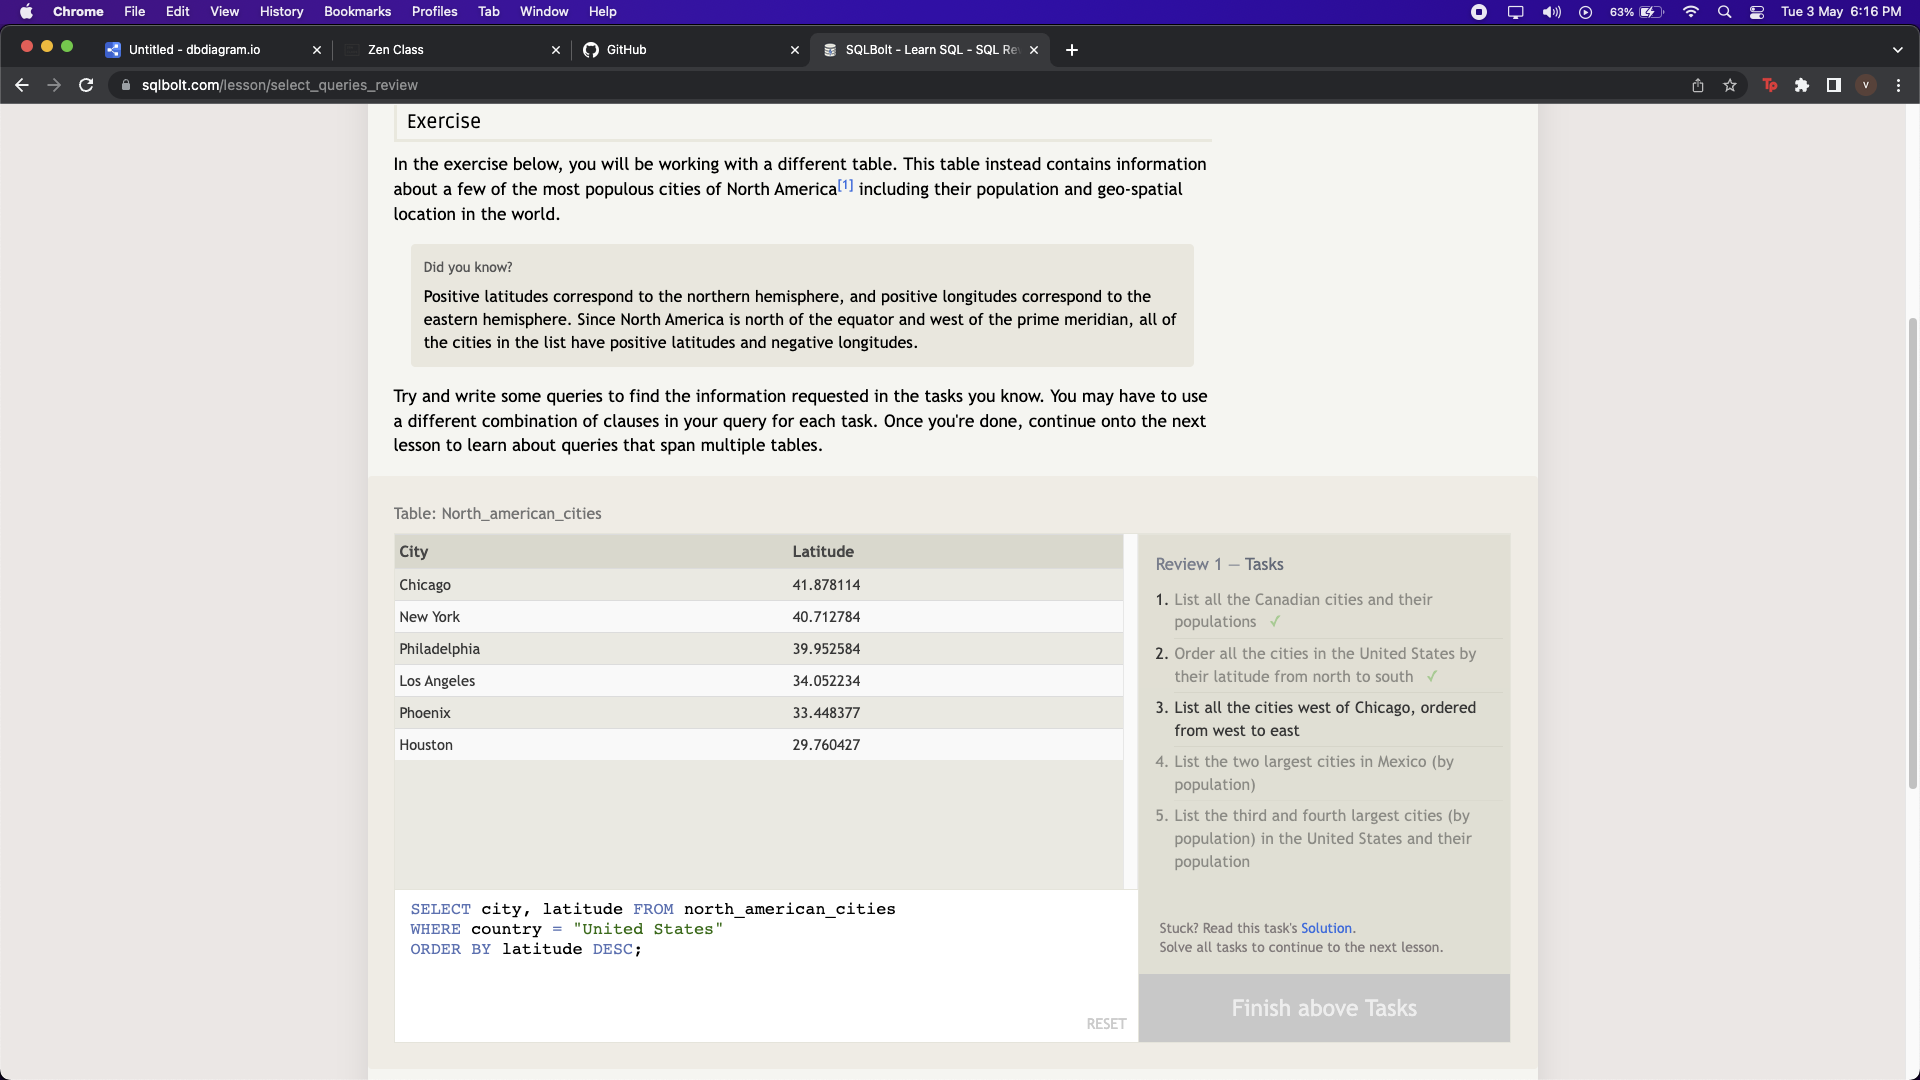 Chrome File Edit View History Bookmarks Profiles Tab Window Help 63% Tue 3 May 6:16 PM
Untitled - dbdiagram.io Zen Class GitHub SQLBolt - Learn SQL - SQL Re
sqlbolt.com/lesson/select_queries_review Tp V
Exercise
In the exercise below, you will be working with a different table. This table instead contains information
about a few of the most populous cities of North America[1] including their population and geo-spatial
location in the world.
Did you know?
Positive latitudes correspond to the northern hemisphere, and positive longitudes correspond to the
eastern hemisphere. Since North America is north of the equator and west of the prime meridian, all of
the cities in the list have positive latitudes and negative longitudes.
Try and write some queries to find the information requested in the tasks you know. You may have to use
a different combination of clauses in your query for each task. Once you're done, continue onto the next
lesson to learn about queries that span multiple tables.
Table: North_american_cities
City Latitude
Chicago 41.878114
New York 40.712784
Philadelphia 39.952584
Los Angeles 34.052234
Phoenix 33.448377
Houston 29.760427
SELECT city, latitude FROM north_american_cities
WHERE country = "United States"
ORDER BY latitude DESC;
RESET
Review 1 — Tasks
1. List all the Canadian cities and their
populations ✓
2. Order all the cities in the United States by
their latitude from north to south ✓
3. List all the cities west of Chicago, ordered
from west to east
4. List the two largest cities in Mexico (by
population)
5. List the third and fourth largest cities (by
population) in the United States and their
population
Stuck? Read this task's Solution.
Solve all tasks to continue to the next lesson.
Finish above Tasks